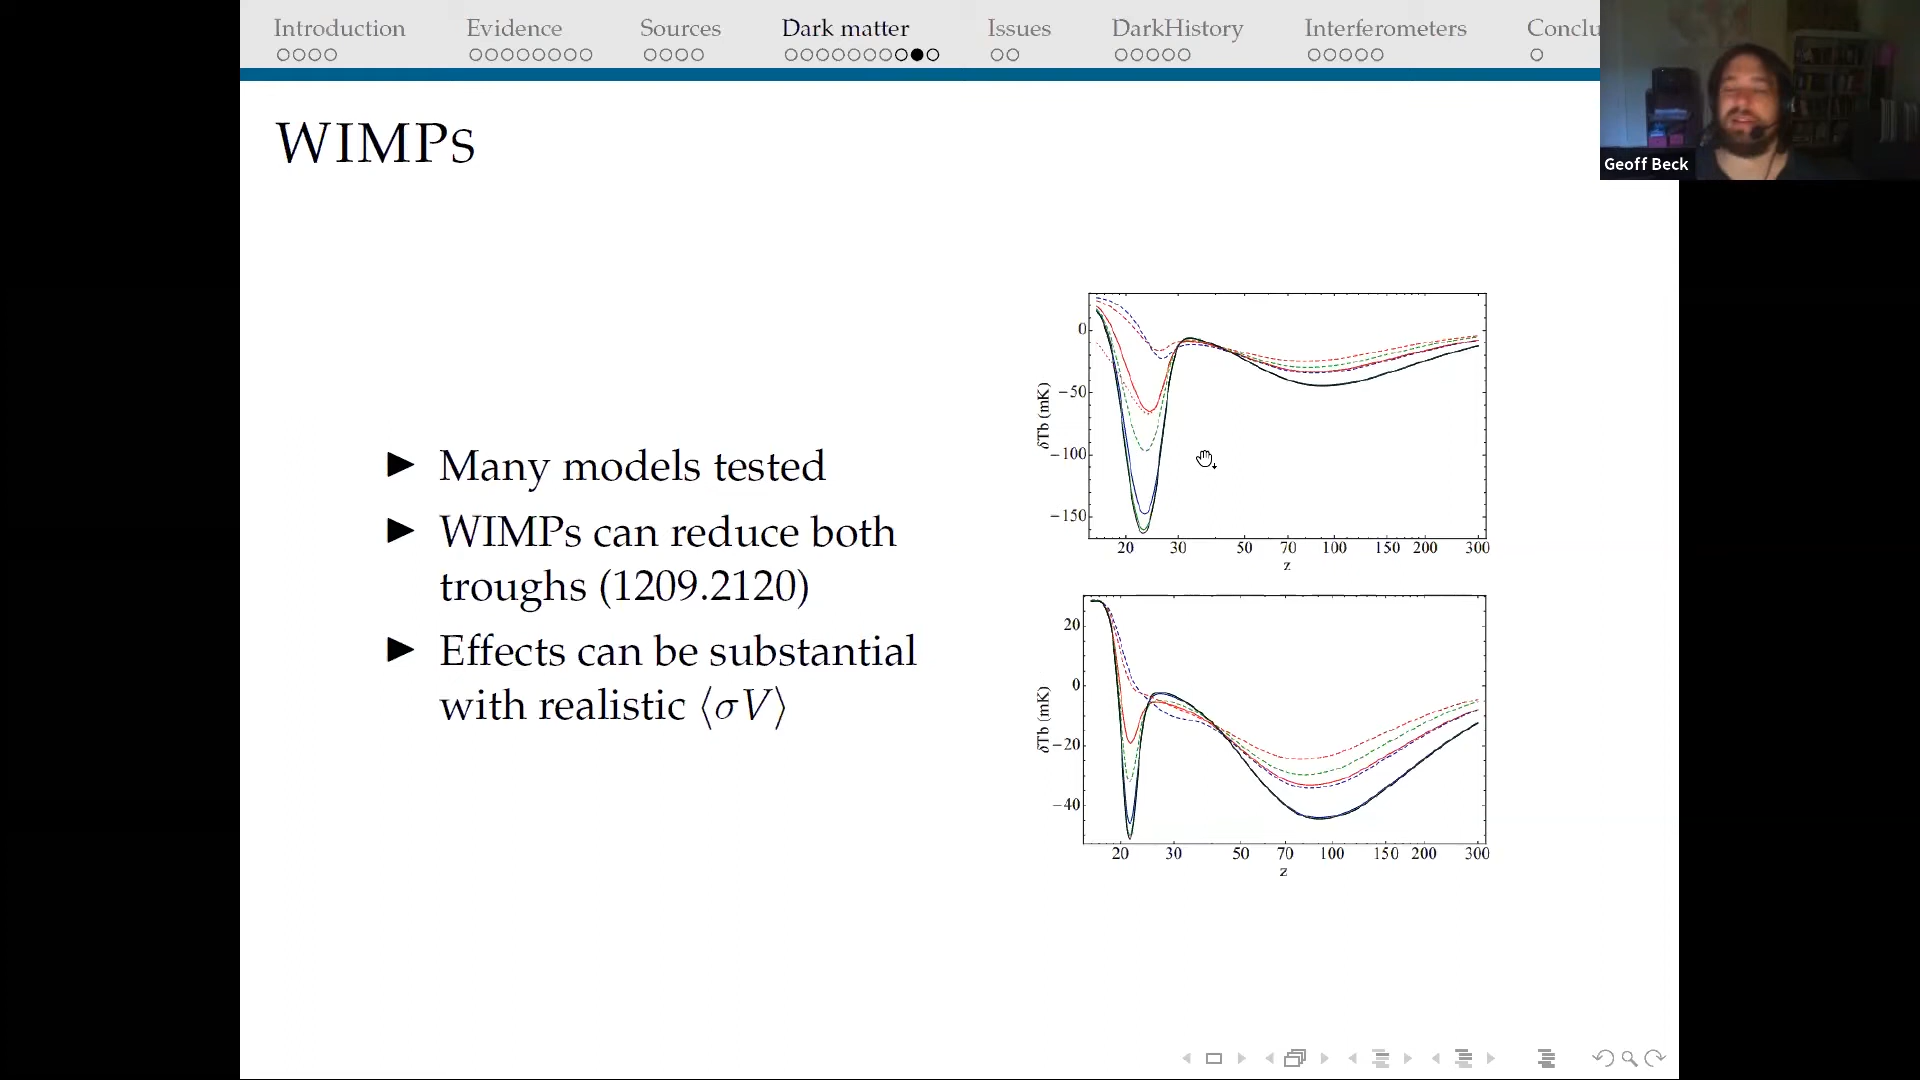 Introduction Evidence Sources Dark matter Issues DarkHistory Interferometers Conclu
Geoff Beck
WIMPs
▶ Many models tested
▶ WIMPs can reduce both
troughs (1209.2120)
▶ Effects can be substantial
with realistic ⟨σV⟩
δTb (mK)
0
−50
−100
−150
20 30 50 70 100 150 200 300
z
δTb (mK)
20
0
−20
−40
20 30 50 70 100 150 200 300
z